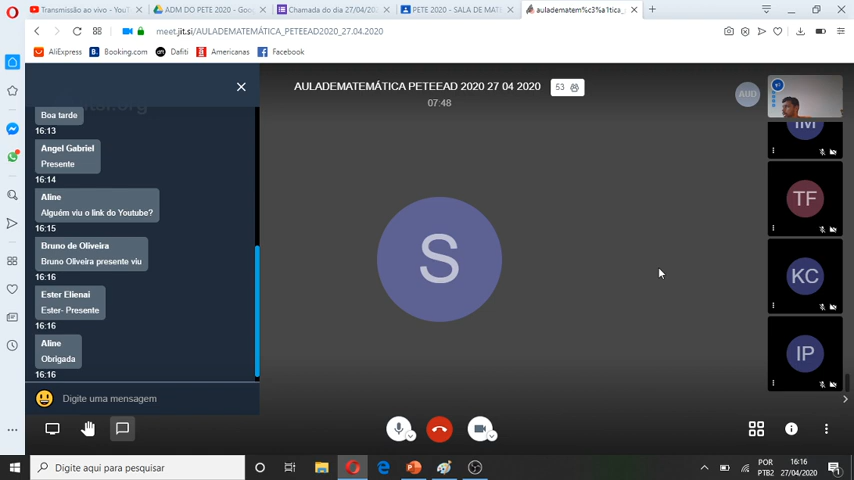 Transmissão ao vivo - YouT
ADM DO PETE 2020 - Goo
Chamada do dia 27/04/20
PETE 2020 - SALA DE MATE
auladematem%c3%a1tica_
meet.jit.si/AULADEMATEMÁTICA_PETEEAD2020_27.04.2020
AliExpress
Booking.com
Dafiti
Americanas
Facebook
AULADEMATEMÁTICA PETEEAD 2020 27 04 2020
53
07:48
AUD
Boa tarde
16:13
Angel Gabriel
Presente
16:14
Aline
Alguém viu o link do Youtube?
16:15
Bruno de Oliveira
Bruno Oliveira presente viu
16:16
Ester Elienai
Ester- Presente
16:16
Aline
Obrigada
16:16
Digite uma mensagem
S
TF
KC
IP
Digite aqui para pesquisar
POR
PTB2
16:16
27/04/2020